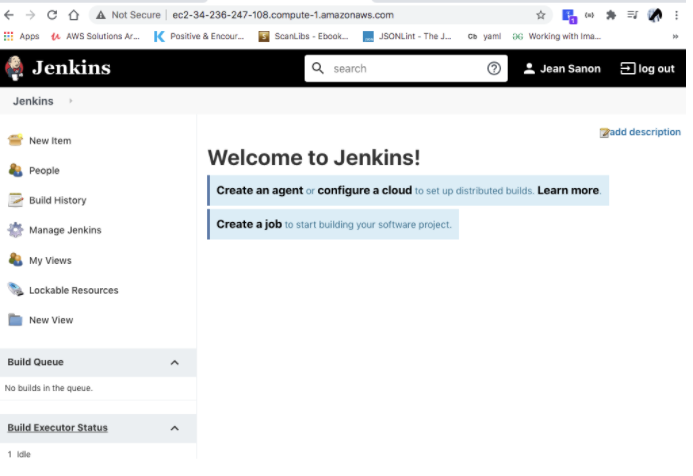 Not Secure | ec2-34-236-247-108.compute-1.amazonaws.com
Apps AWS Solutions Ar... Positive & Encour... ScanLibs - Ebook... JSONLint - The J... Cb yaml Working with Ima... »
Jenkins search Jean Sanon log out
Jenkins
add description
New Item
People
Build History
Manage Jenkins
My Views
Lockable Resources
New View
Build Queue
No builds in the queue.
Build Executor Status
1 Idle
Welcome to Jenkins!
Create an agent or configure a cloud to set up distributed builds. Learn more.
Create a job to start building your software project.